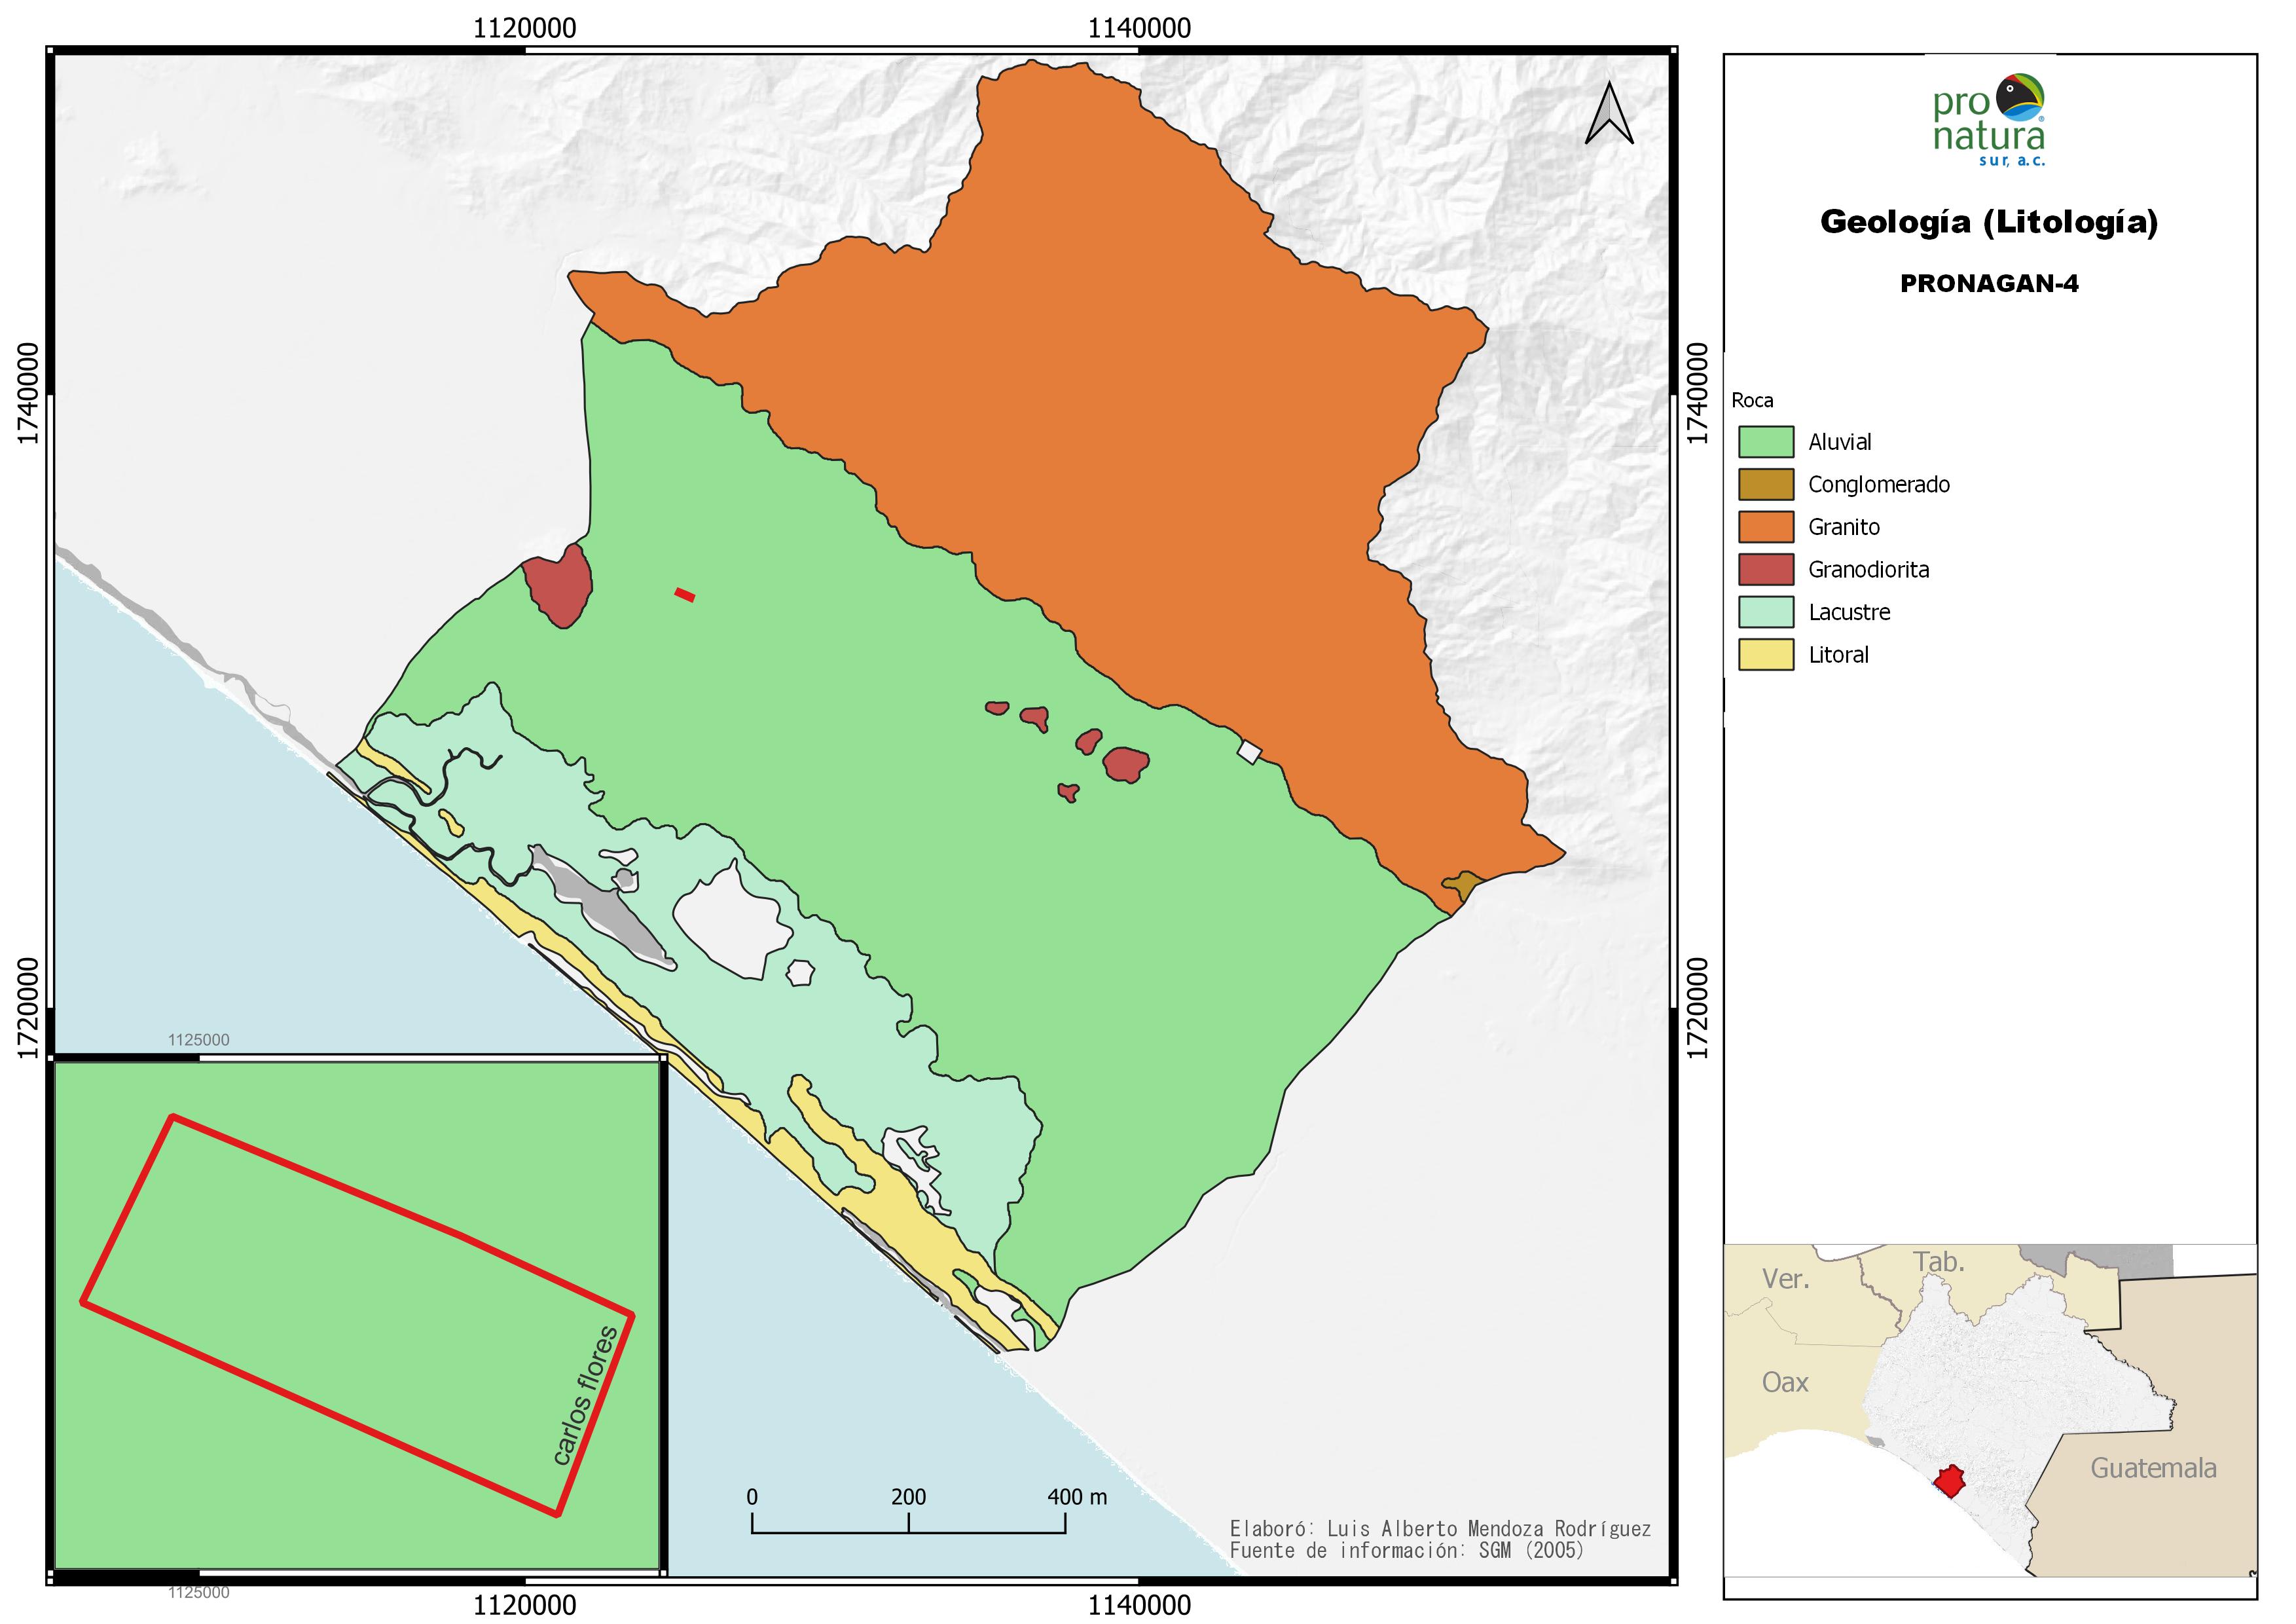 1120000
1140000
1740000
1740000
1720000
1720000
1125000
carlos flores
1125000
1120000
1140000
0 200 400 m
Elaboró: Luis Alberto Mendoza Rodríguez
Fuente de información: SGM (2005)
pro
natura
sur, a.c.
Geología (Litología)
PRONAGAN-4
Roca
Aluvial
Conglomerado
Granito
Granodiorita
Lacustre
Litoral
Ver.
Tab.
Oax
Guatemala